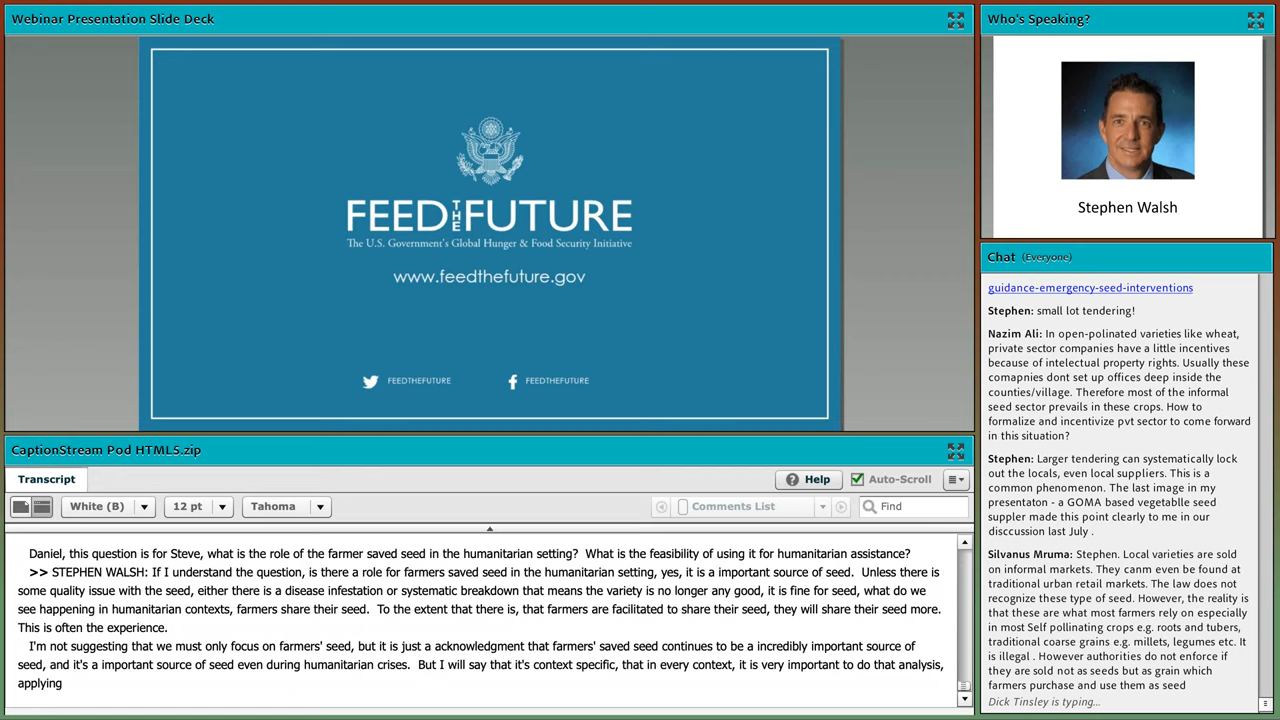 Webinar Presentation Slide Deck
FEED THE FUTURE
The U.S. Government's Global Hunger & Food Security Initiative
www.feedthefuture.gov
FEEDTHEFUTURE FEEDTHEFUTURE
CaptionStream Pod HTML5.zip
Transcript Help Auto-Scroll
White (B) 12 pt Tahoma Comments List Find
Daniel, this question is for Steve, what is the role of the farmer saved seed in the humanitarian setting? What is the feasibility of using it for humanitarian assistance?
>> STEPHEN WALSH: If I understand the question, is there a role for farmers saved seed in the humanitarian setting, yes, it is a important source of seed. Unless there is
some quality issue with the seed, either there is a disease infestation or systematic breakdown that means the variety is no longer any good, it is fine for seed, what do we
see happening in humanitarian contexts, farmers share their seed. To the extent that there is, that farmers are facilitated to share their seed, they will share their seed more.
This is often the experience.
I'm not suggesting that we must only focus on farmers' seed, but it is just a acknowledgment that farmers' saved seed continues to be a incredibly important source of
seed, and it's a important source of seed even during humanitarian crises. But I will say that it's context specific, that in every context, it is very important to do that analysis,
applying
Who's Speaking?
Stephen Walsh
Chat (Everyone)
guidance-emergency-seed-interventions
Stephen: small lot tendering!
Nazim Ali: In open-polinated varieties like wheat,
private sector companies have a little incentives
because of intelectual property rights. Usually these
comapnies dont set up offices deep inside the
counties/village. Therefore most of the informal
seed sector prevails in these crops. How to
formalize and incentivize pvt sector to come forward
in this situation?
Stephen: Larger tendering can systematically lock
out the locals, even local suppliers. This is a
common phenomenon. The last image in my
presentaton - a GOMA based vegetablle seed
suppler made this point clearly to me in our
disccusion last July .
Silvanus Mruma: Stephen. Local varieties are sold
on informal markets. They canm even be found at
traditional urban retail markets. The law does not
recognize these type of seed. However, the reality is
that these are what most farmers rely on especially
in most Self pollinating crops e.g. roots and tubers,
traditional coarse grains e.g. millets, legumes etc. It
is illegal . However authorities do not enforce if
they are sold not as seeds but as grain which
farmers purchase and use them as seed
Dick Tinsley is typing...